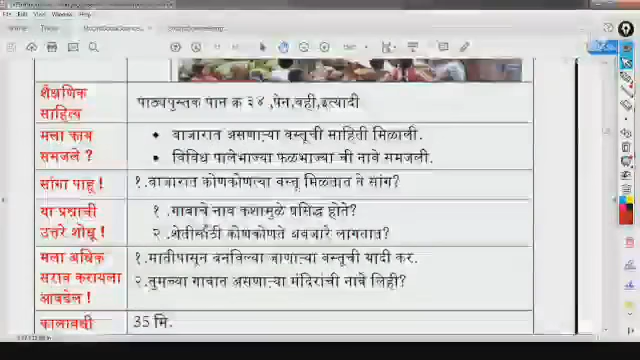 शैक्षणिक साहित्य
पाठ्यपुस्तक पान क्र ३४ ,पेन,वही,इत्यादी
मला काय समजले ?
• बाजारात असणाऱ्या वस्तूची माहिती मिळाली.
• विविध पालेभाज्या फळभाज्या ची नावे समजली.
सांगा पाहू !
१.बाजारात कोणकोणत्या वस्तू मिळतात ते सांग?
या प्रश्नाची उत्तरे शोधू !
१ गावाचे नाव कशामुळे प्रसिद्ध होते?
२. शेतीसाठी कोणकोणते अवजारे लागतात?
मला अधिक सराव करायला आवडेल !
१.मातीपासून बनविल्या जाणाऱ्या वस्तूची यादी कर.
२.तुमच्या गावात असणाऱ्या मंदिरांची नावे लिही?
कालावधी
35 मि.